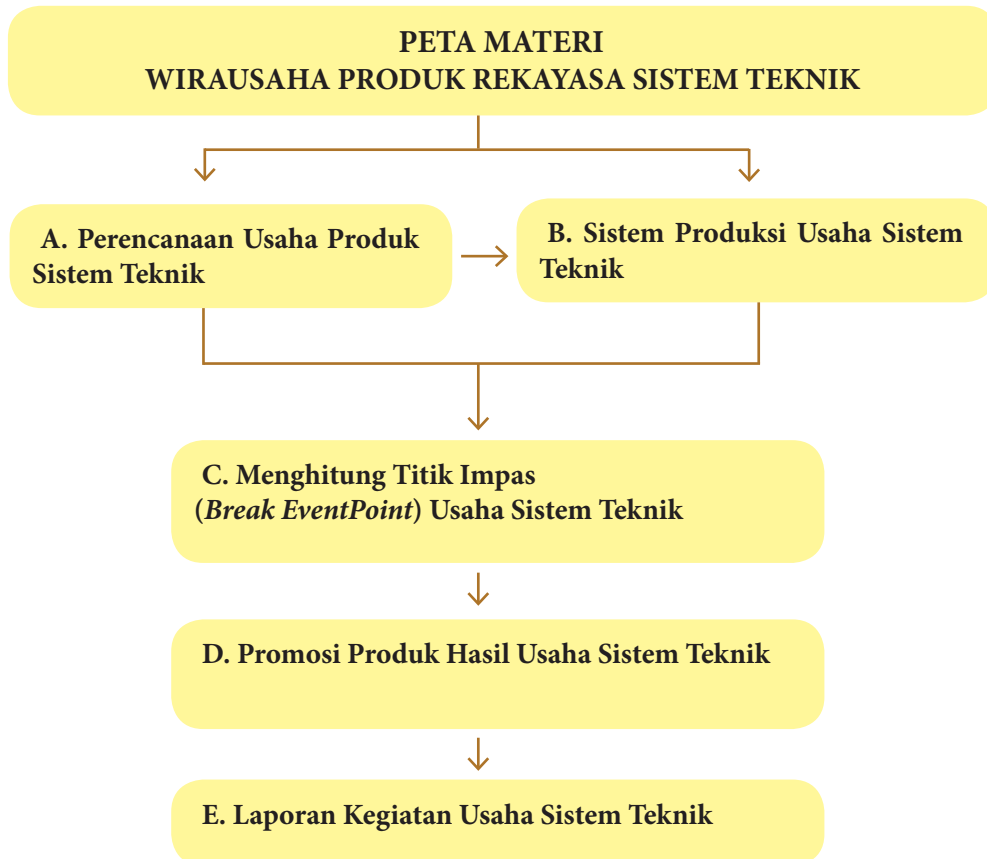 PETA MATERI
WIRAUSAHA PRODUK REKAYASA SISTEM TEKNIK
A. Perencanaan Usaha Produk
Sistem Teknik
B. Sistem Produksi Usaha Sistem
Teknik
C. Menghitung Titik Impas
(Break EventPoint) Usaha Sistem Teknik
D. Promosi Produk Hasil Usaha Sistem Teknik
E. Laporan Kegiatan Usaha Sistem Teknik